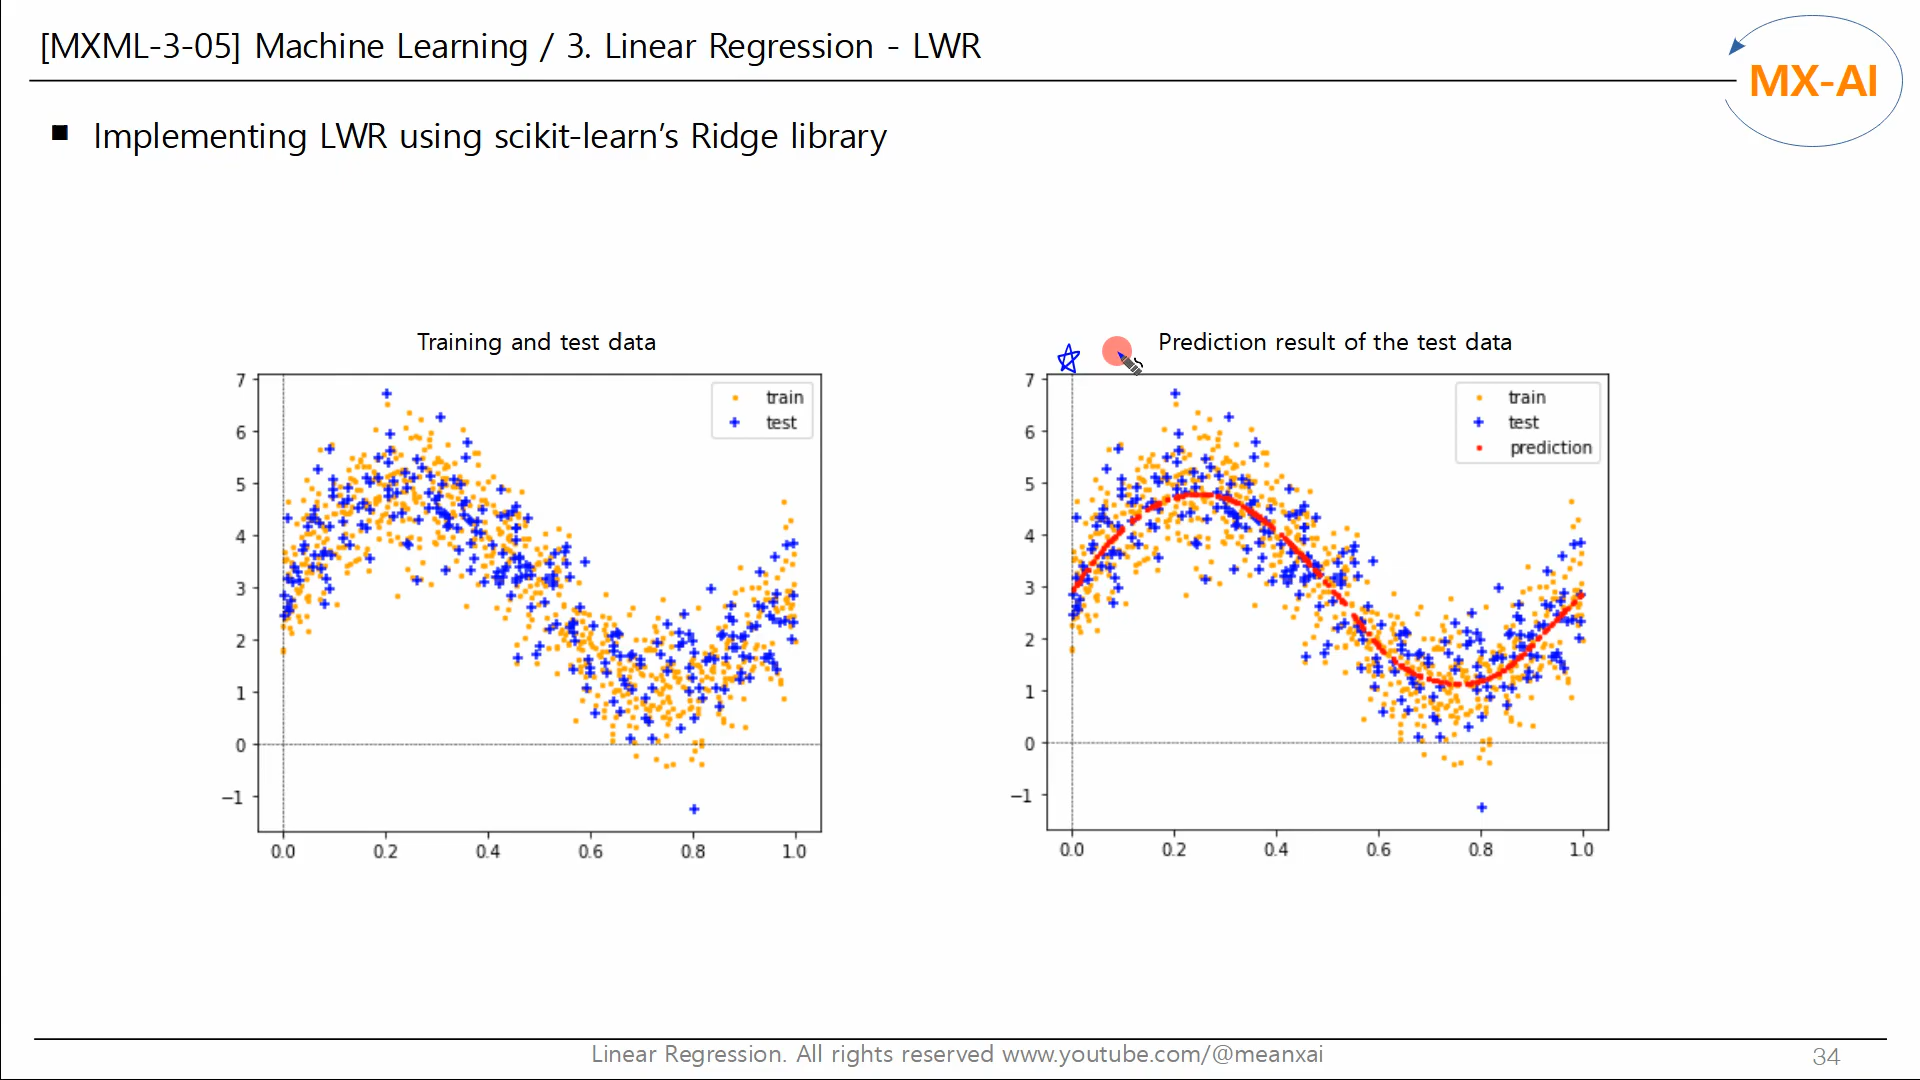 [MXML-3-05] Machine Learning / 3. Linear Regression - LWR
MX-AI
■ Implementing LWR using scikit-learn’s Ridge library
Training and test data
7
6
5
4
3
2
1
0
−1
0.0 0.2 0.4 0.6 0.8 1.0
train
test
Prediction result of the test data
7
6
5
4
3
2
1
0
−1
0.0 0.2 0.4 0.6 0.8 1.0
train
test
prediction
Linear Regression. All rights reserved www.youtube.com/@meanxai
34